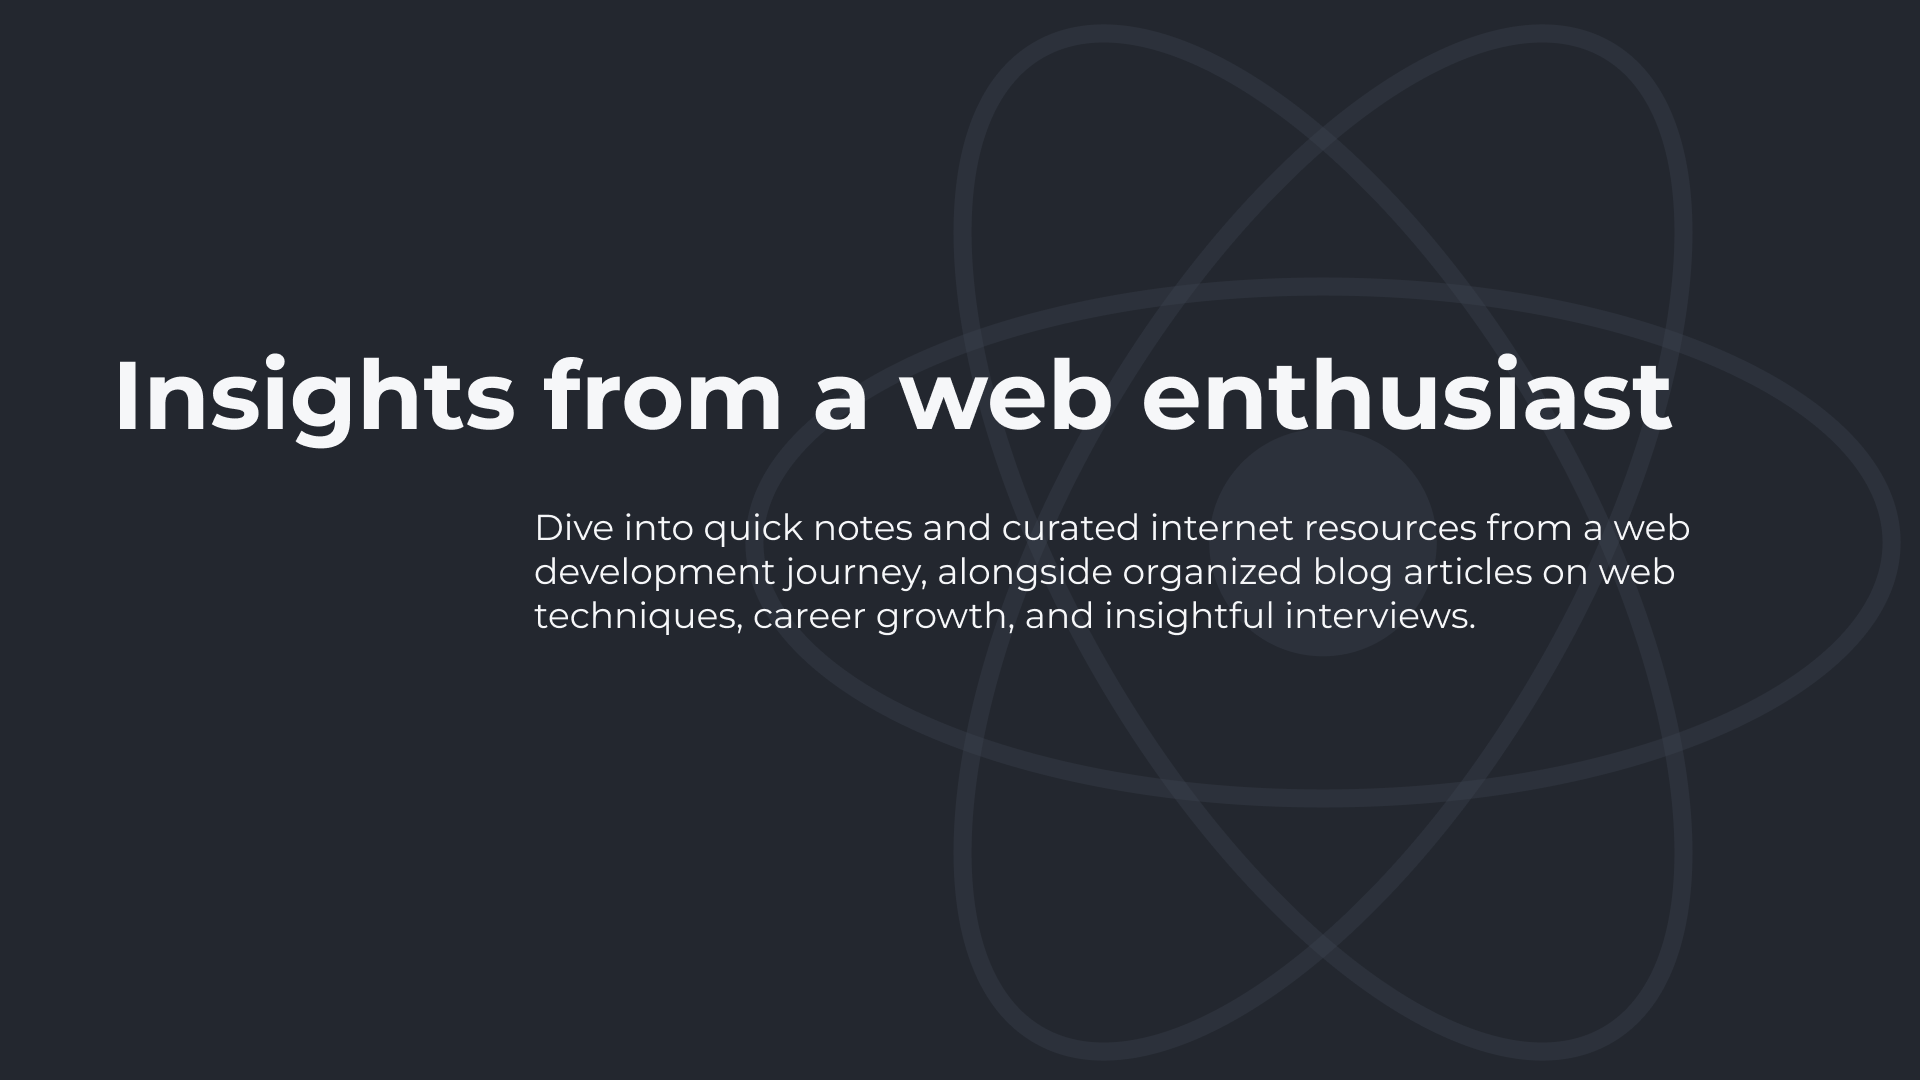 Insights from a web enthusiast
Dive into quick notes and curated internet resources from a web
development journey, alongside organized blog articles on web
techniques, career growth, and insightful interviews.